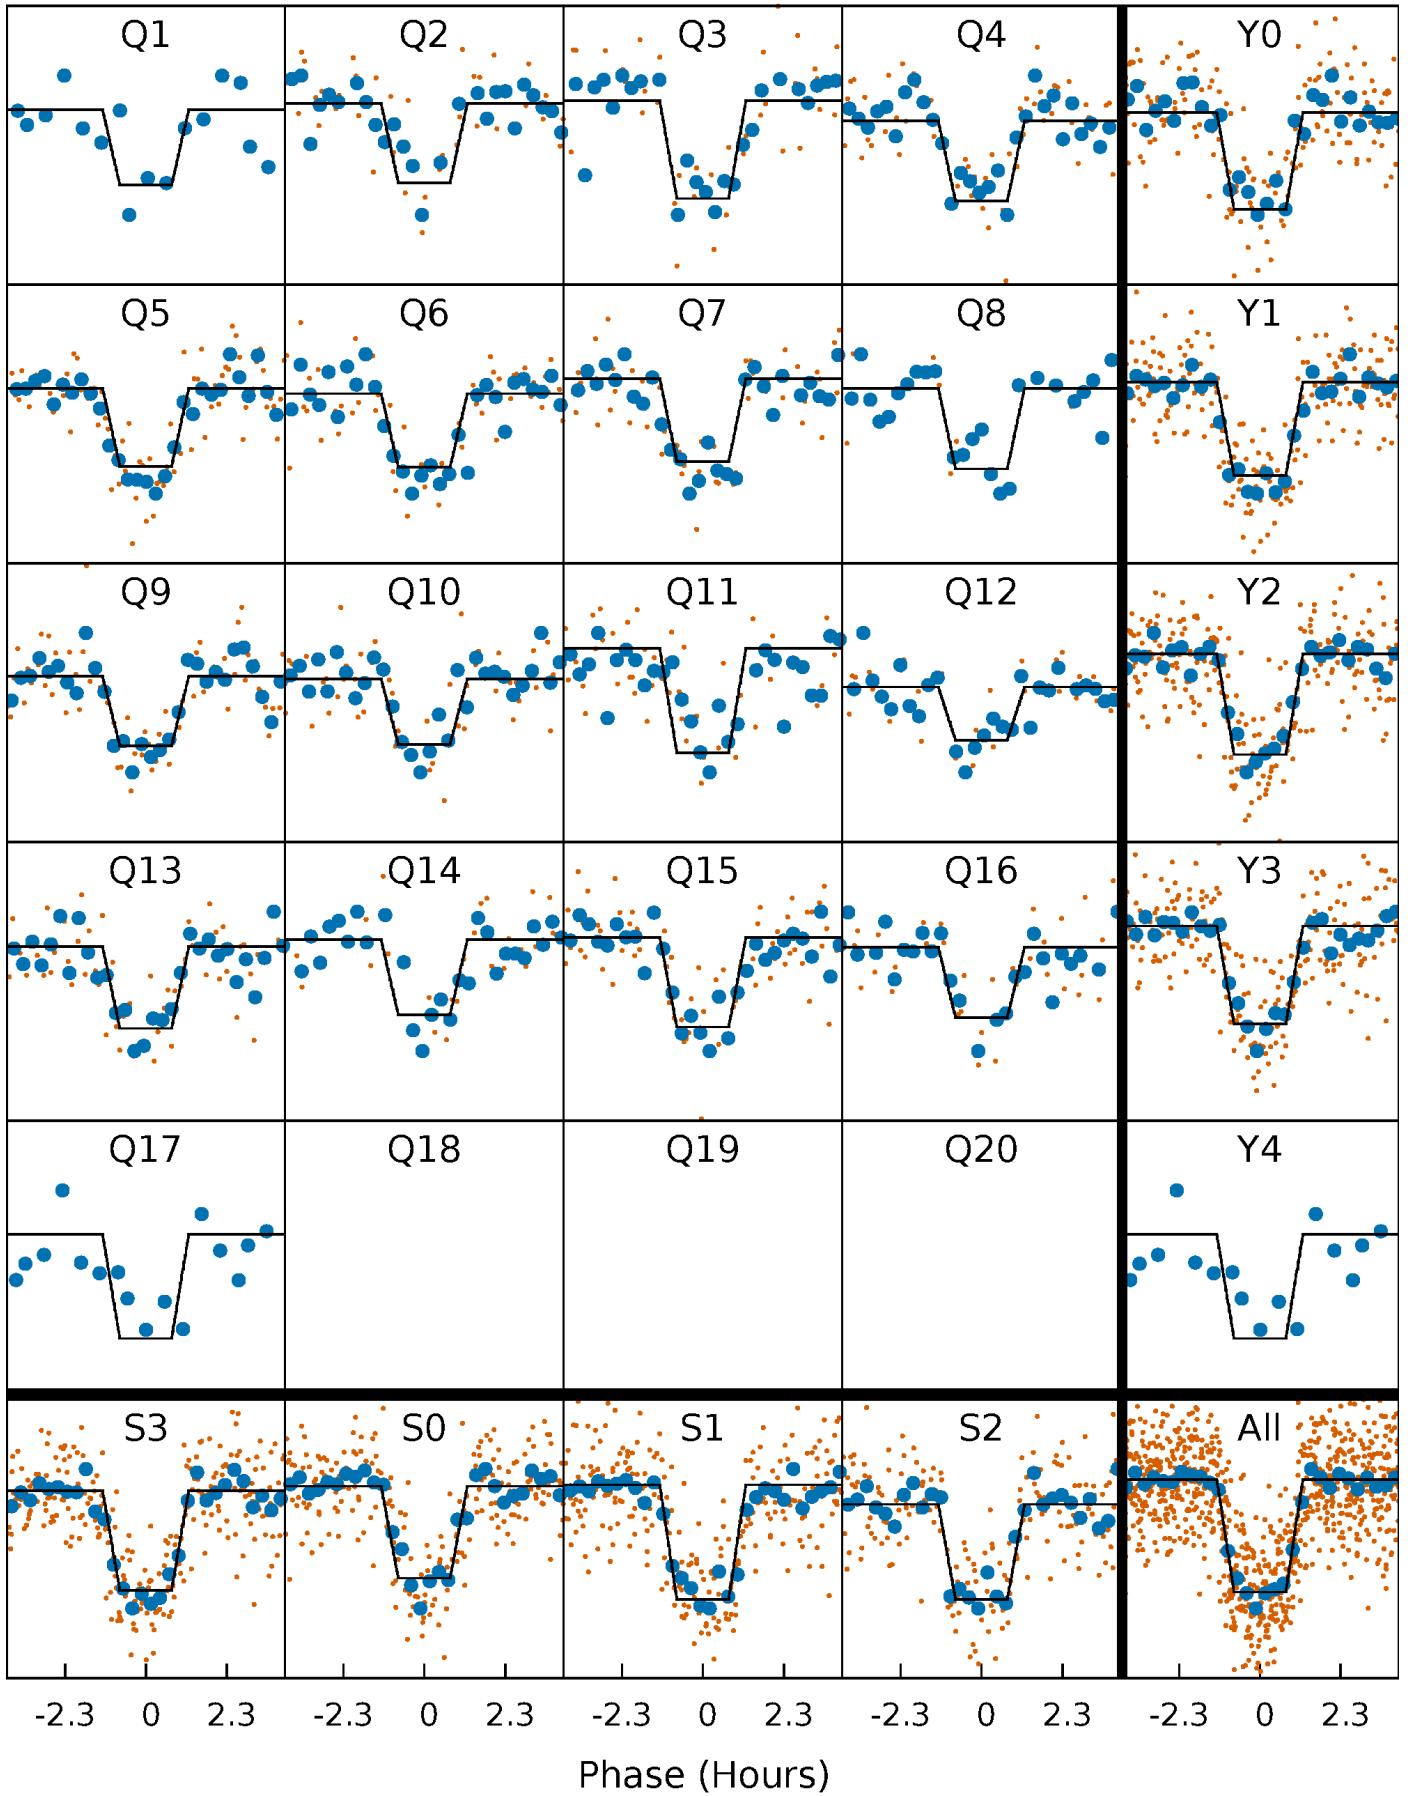 Q1 Q2 Q3 Q4 Y0
Q5 Q6 Q7 Q8 Y1
Q9 Q10 Q11 Q12 Y2
Q13 Q14 Q15 Q16 Y3
Q17 Q18 Q19 Q20 Y4
S3 S0 S1 S2 All
-2.3 0 2.3 -2.3 0 2.3 -2.3 0 2.3 -2.3 0 2.3 -2.3 0 2.3
Phase (Hours)